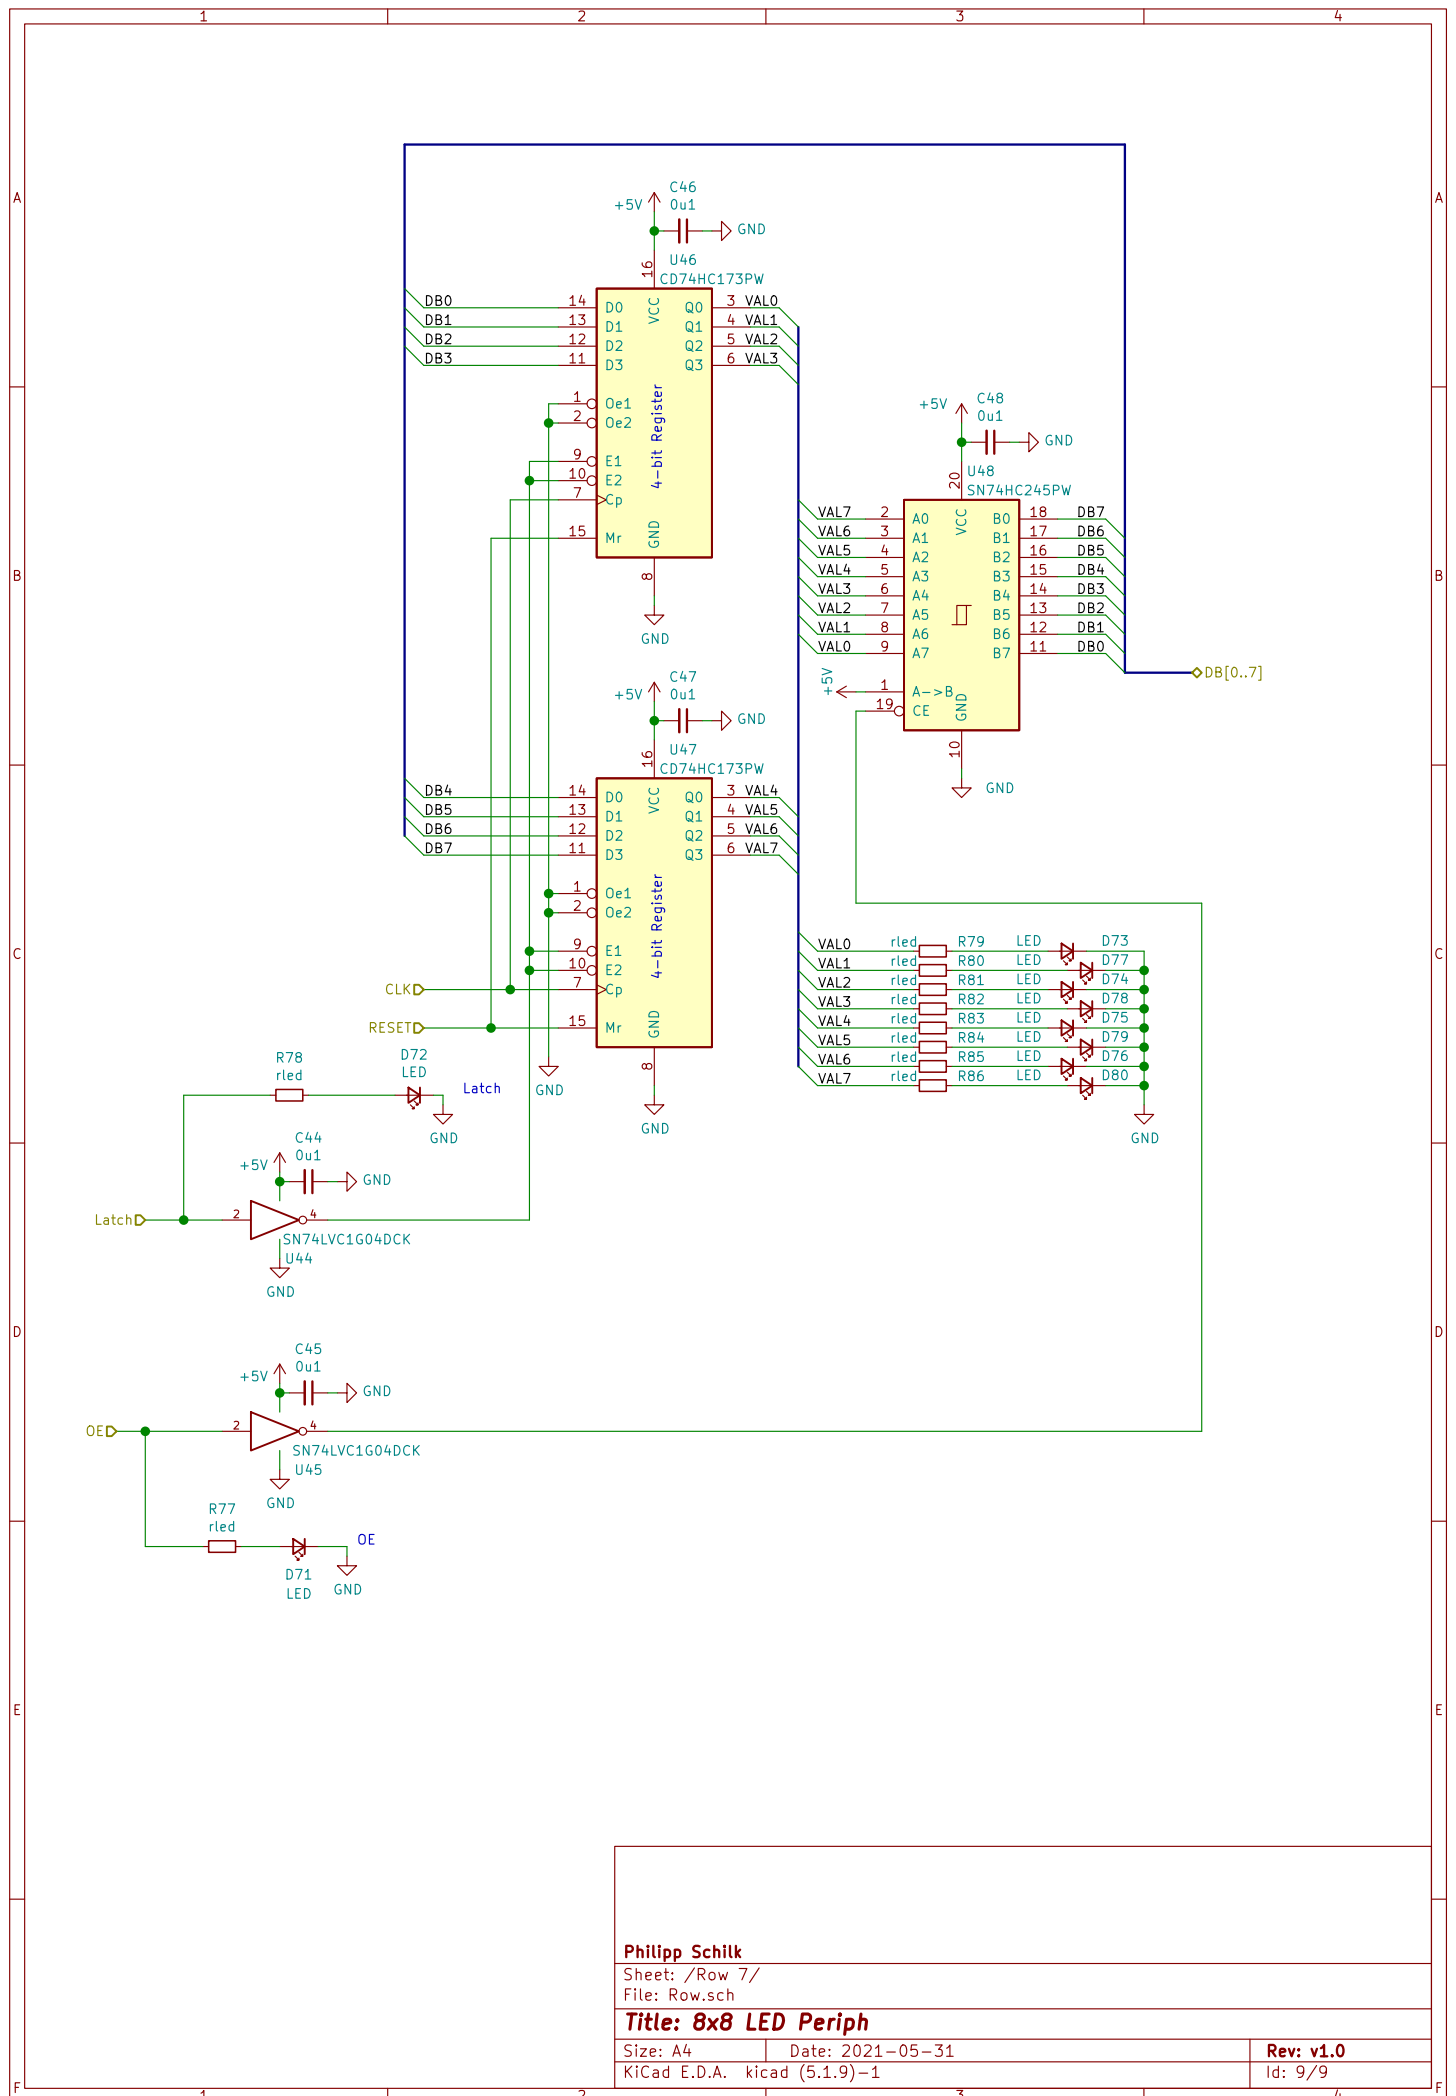 1 2 3 4
A A
C46
+5V 0u1
GND
U46
16
CD74HC173PW
DB0 14 D0 VCC Q0 3 VAL0
DB1 13 D1 Q1 4 VAL1
DB2 12 D2 Q2 5 VAL2
DB3 11 D3 Q3 6 VAL3
1 Oe1
2 Oe2
4-bit Register
9 E1
10 E2
7 Cp
15 Mr GND
8
GND
C48
+5V 0u1
GND
U48
20
SN74HC245PW
VAL7 2 A0 VCC B0 18 DB7
VAL6 3 A1 B1 17 DB6
VAL5 4 A2 B2 16 DB5
VAL4 5 A3 B3 15 DB4
B B
VAL3 6 A4 B4 14 DB3
VAL2 7 A5 B5 13 DB2
VAL1 8 A6 B6 12 DB1
VAL0 9 A7 B7 11 DB0
DB[0..7]
+5V 1 A->B
19 CE GND
10
GND
C47
+5V 0u1
GND
U47
16
CD74HC173PW
DB4 14 D0 VCC Q0 3 VAL4
DB5 13 D1 Q1 4 VAL5
DB6 12 D2 Q2 5 VAL6
DB7 11 D3 Q3 6 VAL7
1 Oe1
2 Oe2
4-bit Register
9 E1
10 E2
CLK 7 Cp
RESET 15 Mr GND
8
GND
GND
C C
VAL0 rled R79 LED D73
VAL1 rled R80 LED D77
VAL2 rled R81 LED D74
VAL3 rled R82 LED D78
VAL4 rled R83 LED D75
VAL5 rled R84 LED D79
VAL6 rled R85 LED D76
VAL7 rled R86 LED D80
GND
R78
rled
D72
LED
Latch
GND
C44
+5V 0u1
GND
Latch 2 4
SN74LVC1G04DCK
U44
GND
D D
C45
+5V 0u1
GND
OE 2 4
SN74LVC1G04DCK
U45
GND
R77
rled
OE
D71
LED
GND
E E
Philipp Schilk
Sheet: /Row 7/
File: Row.sch
Title: 8x8 LED Periph
Size: A4 Date: 2021-05-31 Rev: v1.0
KiCad E.D.A. kicad (5.1.9)-1 Id: 9/9
F F
1 2 3 4